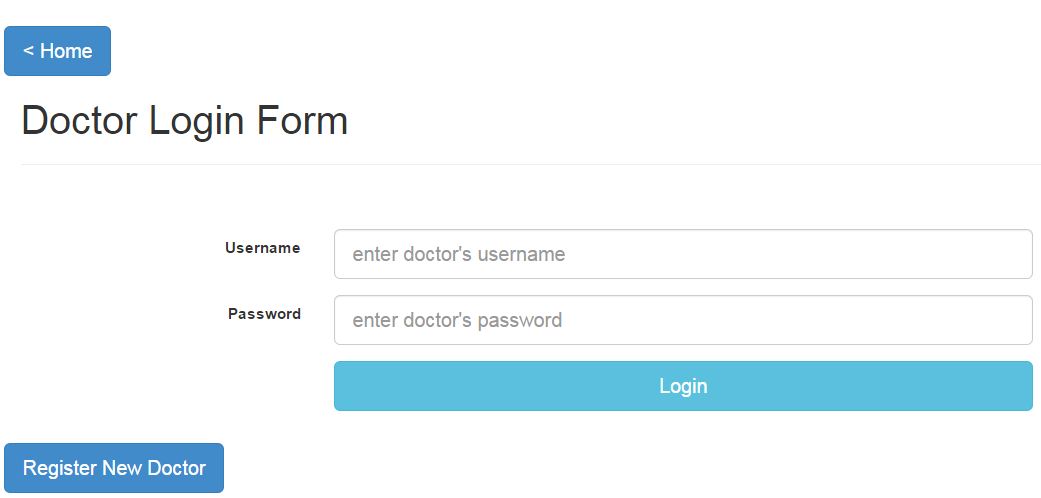 < Home
Doctor Login Form
Username
enter doctor's username
Password
enter doctor's password
Login
Register New Doctor